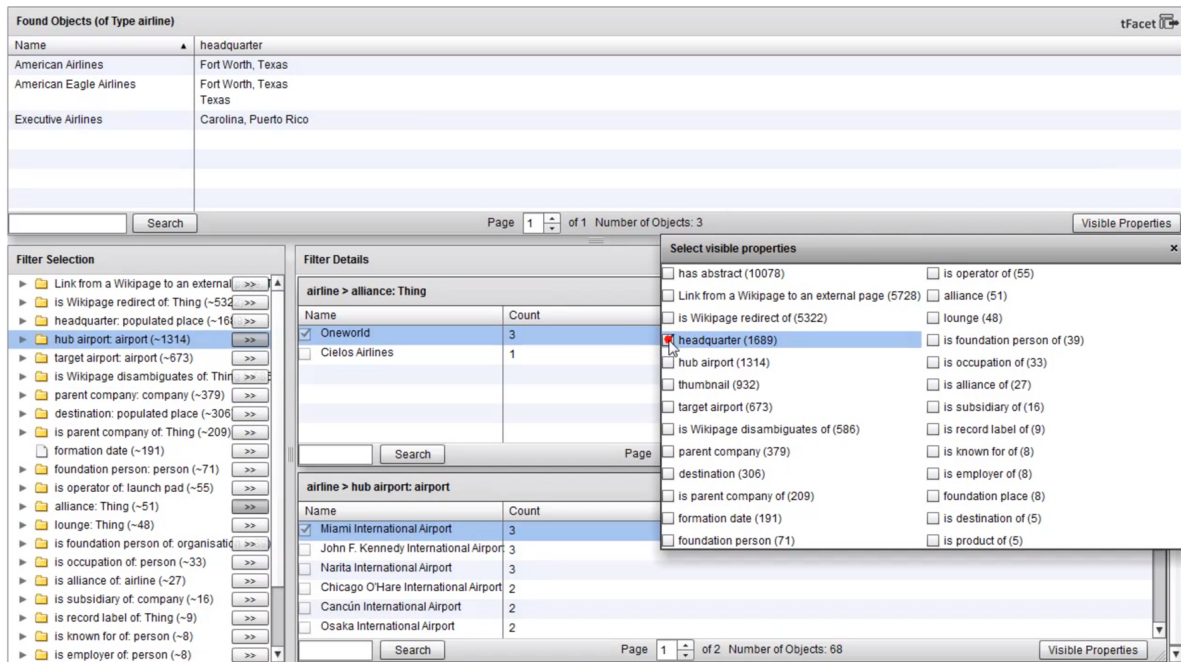 Found Objects (of Type airline)
tFacet
Name ▲ headquarter
American Airlines Fort Worth, Texas
American Eagle Airlines Fort Worth, Texas
Texas
Executive Airlines Carolina, Puerto Rico
Search Page 1 of 1 Number of Objects: 3 Visible Properties
Filter Selection
Link from a Wikipage to an external >>
is Wikipage redirect of: Thing (~532 >>
headquarter: populated place (~168 >>
hub airport: airport (~1314) >>
target airport: airport (~673) >>
is Wikipage disambiguates of: Thin >>
parent company: company (~379) >>
destination: populated place (~306) >>
is parent company of: Thing (~209) >>
formation date (~191) >>
foundation person: person (~71) >>
is operator of: launch pad (~55) >>
alliance: Thing (~51) >>
lounge: Thing (~48) >>
is foundation person of: organisatio >>
is occupation of: person (~33) >>
is alliance of: airline (~27) >>
is subsidiary of: company (~16) >>
is record label of: Thing (~9) >>
is known for of: person (~8) >>
is employer of: person (~8) >>
Filter Details
airline > alliance: Thing
Name Count
Oneworld 3
Cielos Airlines 1
Search Page
airline > hub airport: airport
Name Count
Miami International Airport 3
John F. Kennedy International Airport 3
Narita International Airport 3
Chicago O'Hare International Airport 2
Cancún International Airport 2
Osaka International Airport 2
Search Page 1 of 2 Number of Objects: 68 Visible Properties
Select visible properties ×
has abstract (10078) is operator of (55)
Link from a Wikipage to an external page (5728) alliance (51)
is Wikipage redirect of (5322) lounge (48)
headquarter (1689) is foundation person of (39)
hub airport (1314) is occupation of (33)
thumbnail (932) is alliance of (27)
target airport (673) is subsidiary of (16)
is Wikipage disambiguates of (586) is record label of (9)
parent company (379) is known for of (8)
destination (306) is employer of (8)
is parent company of (209) foundation place (8)
formation date (191) is destination of (5)
foundation person (71) is product of (5)